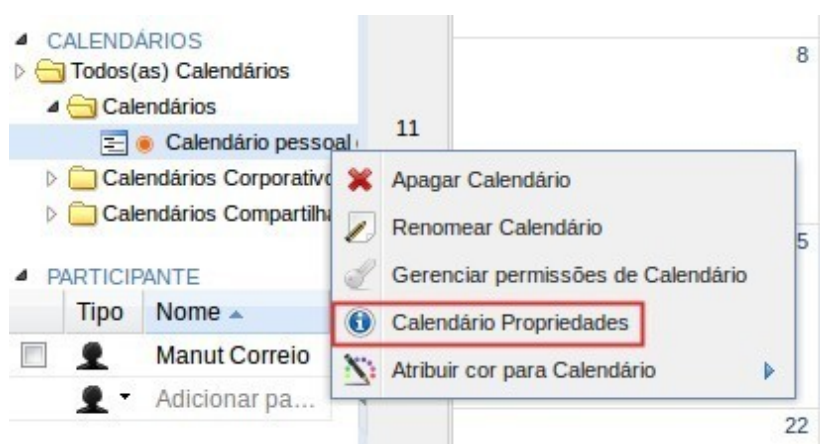 CALENDÁRIOS
Todos(as) Calendários
Calendários
Calendário pessoal
Calendários Corporativo
Calendários Compartilha
PARTICIPANTE
Tipo Nome
Manut Correio
Adicionar pa...
8
11
Apagar Calendário
Renomear Calendário
5
Gerenciar permissões de Calendário
Calendário Propriedades
Atribuir cor para Calendário
22